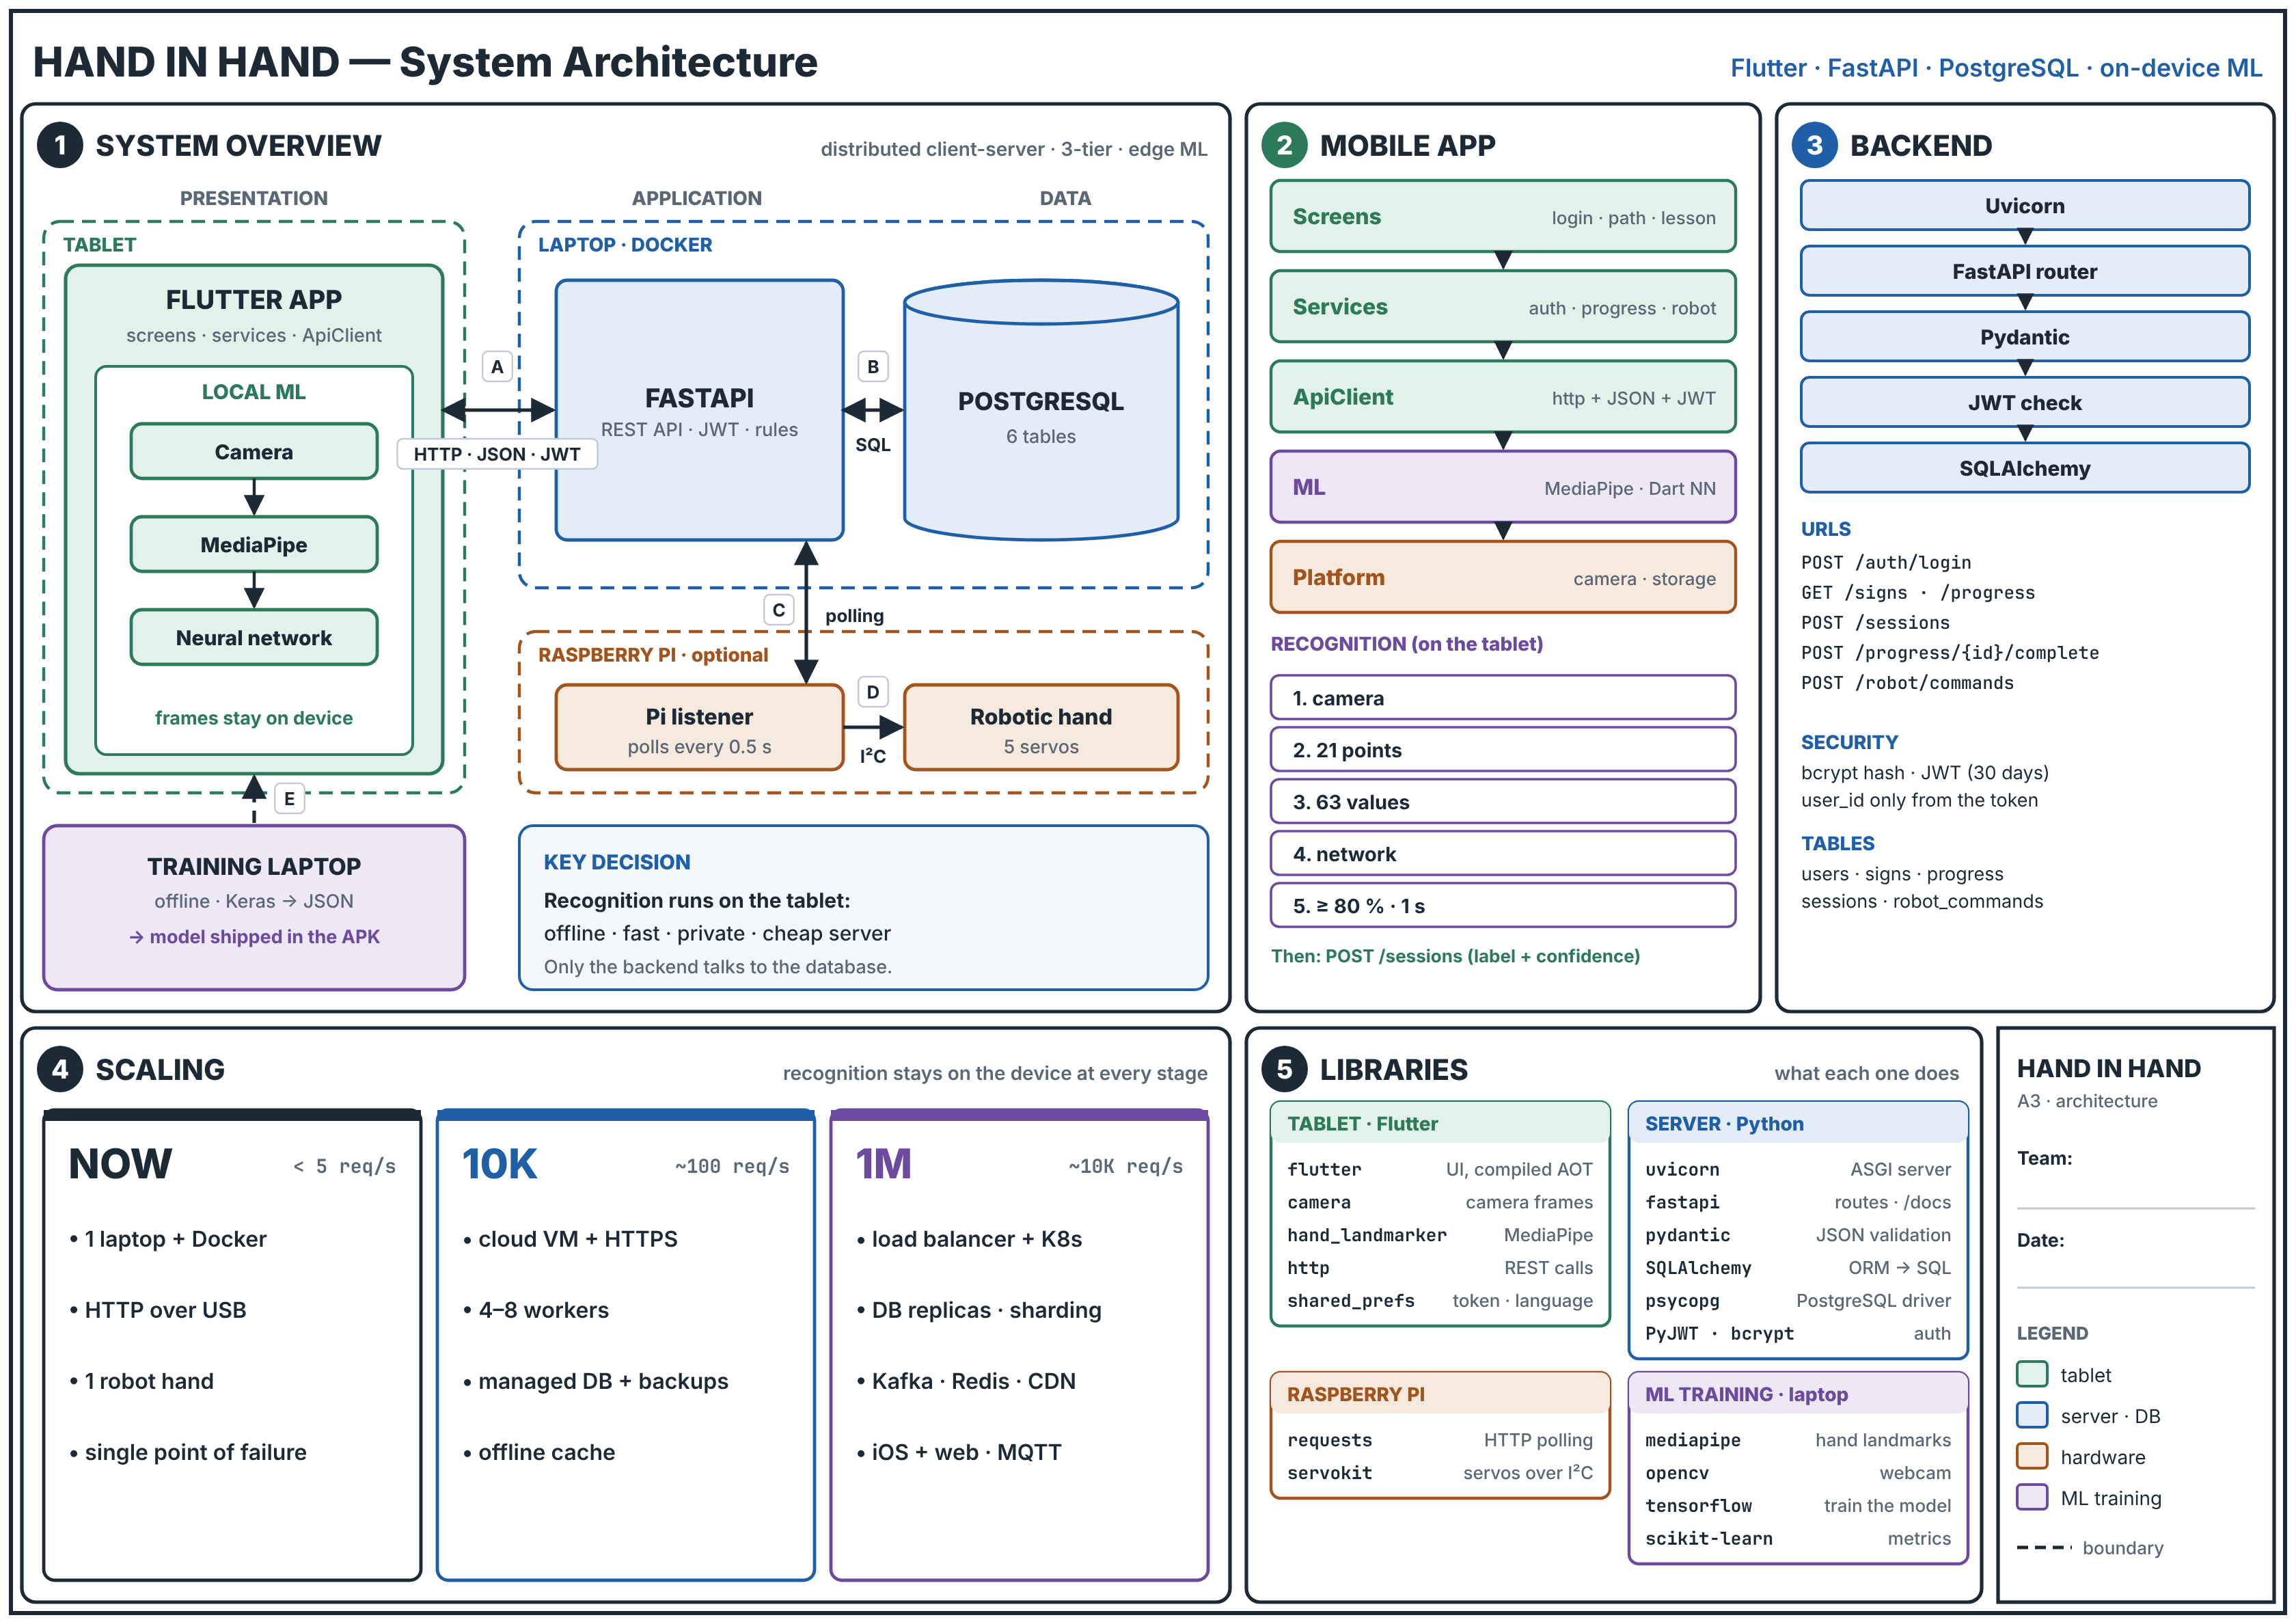 HAND IN HAND — System Architecture
Flutter · FastAPI · PostgreSQL · on-device ML
1 SYSTEM OVERVIEW
distributed client-server · 3-tier · edge ML
PRESENTATION
APPLICATION
DATA
TABLET
FLUTTER APP
screens · services · ApiClient
LOCAL ML
Camera
MediaPipe
Neural network
frames stay on device
A
HTTP · JSON · JWT
LAPTOP · DOCKER
FASTAPI
REST API · JWT · rules
B
SQL
POSTGRESQL
6 tables
C
polling
RASPBERRY PI · optional
Pi listener
polls every 0.5 s
D
I²C
Robotic hand
5 servos
E
TRAINING LAPTOP
offline · Keras → JSON
→ model shipped in the APK
KEY DECISION
Recognition runs on the tablet:
offline · fast · private · cheap server
Only the backend talks to the database.
2 MOBILE APP
Screens login · path · lesson
Services auth · progress · robot
ApiClient http + JSON + JWT
ML MediaPipe · Dart NN
Platform camera · storage
RECOGNITION (on the tablet)
1. camera
2. 21 points
3. 63 values
4. network
5. ≥ 80 % · 1 s
Then: POST /sessions (label + confidence)
3 BACKEND
Uvicorn
FastAPI router
Pydantic
JWT check
SQLAlchemy
URLS
POST /auth/login
GET /signs · /progress
POST /sessions
POST /progress/{id}/complete
POST /robot/commands
SECURITY
bcrypt hash · JWT (30 days)
user_id only from the token
TABLES
users · signs · progress
sessions · robot_commands
4 SCALING
recognition stays on the device at every stage
NOW < 5 req/s
• 1 laptop + Docker
• HTTP over USB
• 1 robot hand
• single point of failure
10K ~100 req/s
• cloud VM + HTTPS
• 4–8 workers
• managed DB + backups
• offline cache
1M ~10K req/s
• load balancer + K8s
• DB replicas · sharding
• Kafka · Redis · CDN
• iOS + web · MQTT
5 LIBRARIES
what each one does
TABLET · Flutter
flutter UI, compiled AOT
camera camera frames
hand_landmarker MediaPipe
http REST calls
shared_prefs token · language
SERVER · Python
uvicorn ASGI server
fastapi routes · /docs
pydantic JSON validation
SQLAlchemy ORM → SQL
psycopg PostgreSQL driver
PyJWT · bcrypt auth
RASPBERRY PI
requests HTTP polling
servokit servos over I²C
ML TRAINING · laptop
mediapipe hand landmarks
opencv webcam
tensorflow train the model
scikit-learn metrics
HAND IN HAND
A3 · architecture
Team:
Date:
LEGEND
tablet
server · DB
hardware
ML training
boundary